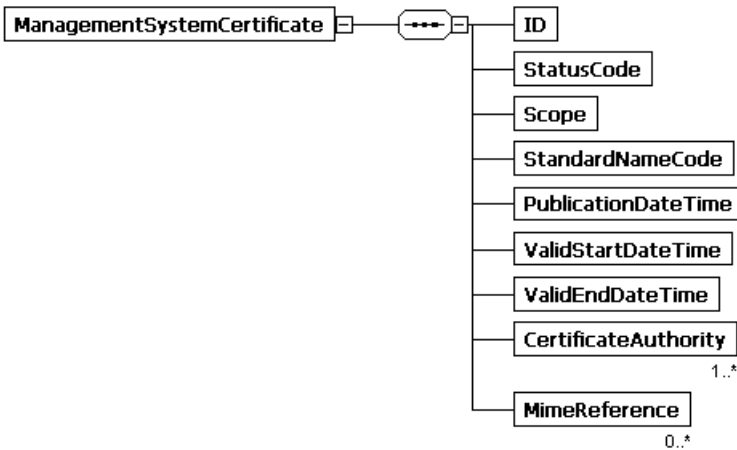 ManagementSystemCertificate
ID
StatusCode
Scope
StandardNameCode
PublicationDateTime
ValidStartDateTime
ValidEndDateTime
CertificateAuthority
1..*
MimeReference
0..*